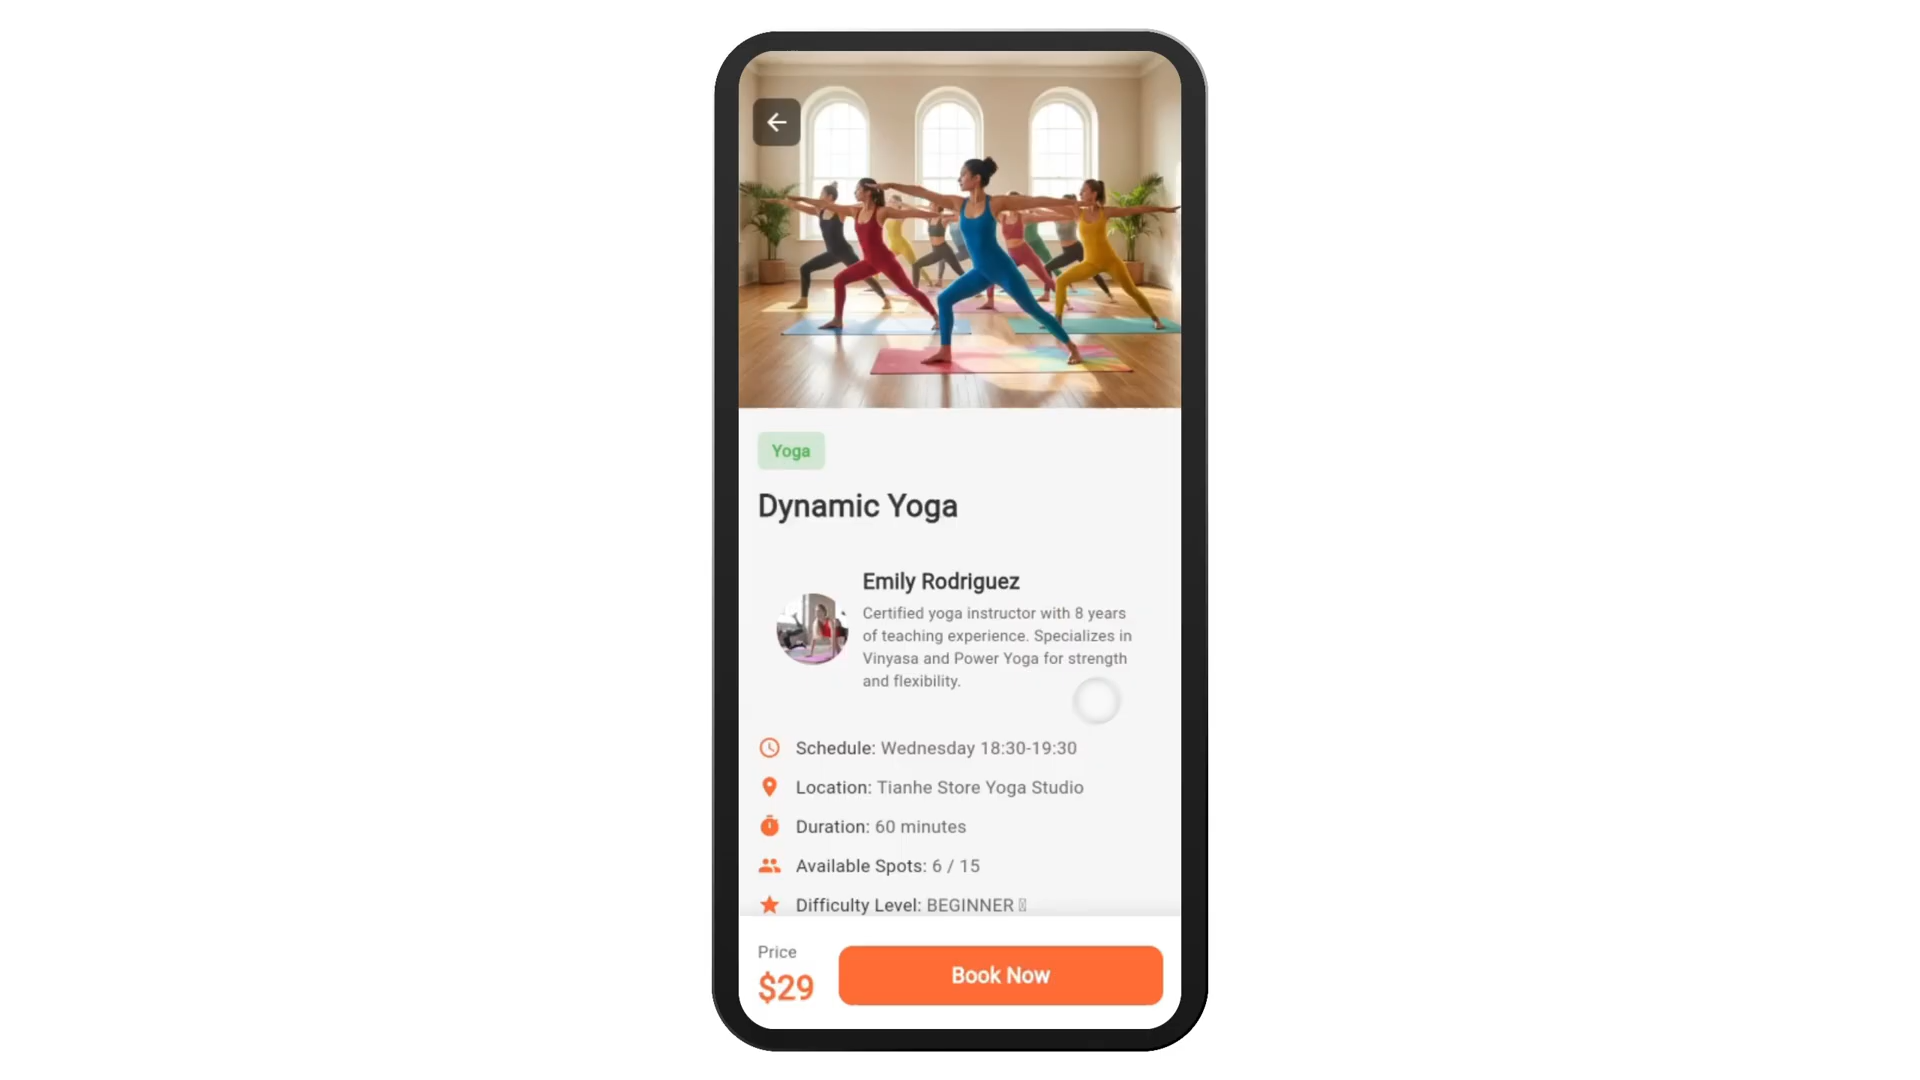 Yoga
Dynamic Yoga
Emily Rodriguez
Certified yoga instructor with 8 years
of teaching experience. Specializes in
Vinyasa and Power Yoga for strength
and flexibility.
Schedule: Wednesday 18:30-19:30
Location: Tianhe Store Yoga Studio
Duration: 60 minutes
Available Spots: 6 / 15
Difficulty Level: BEGINNER
Price
$29
Book Now